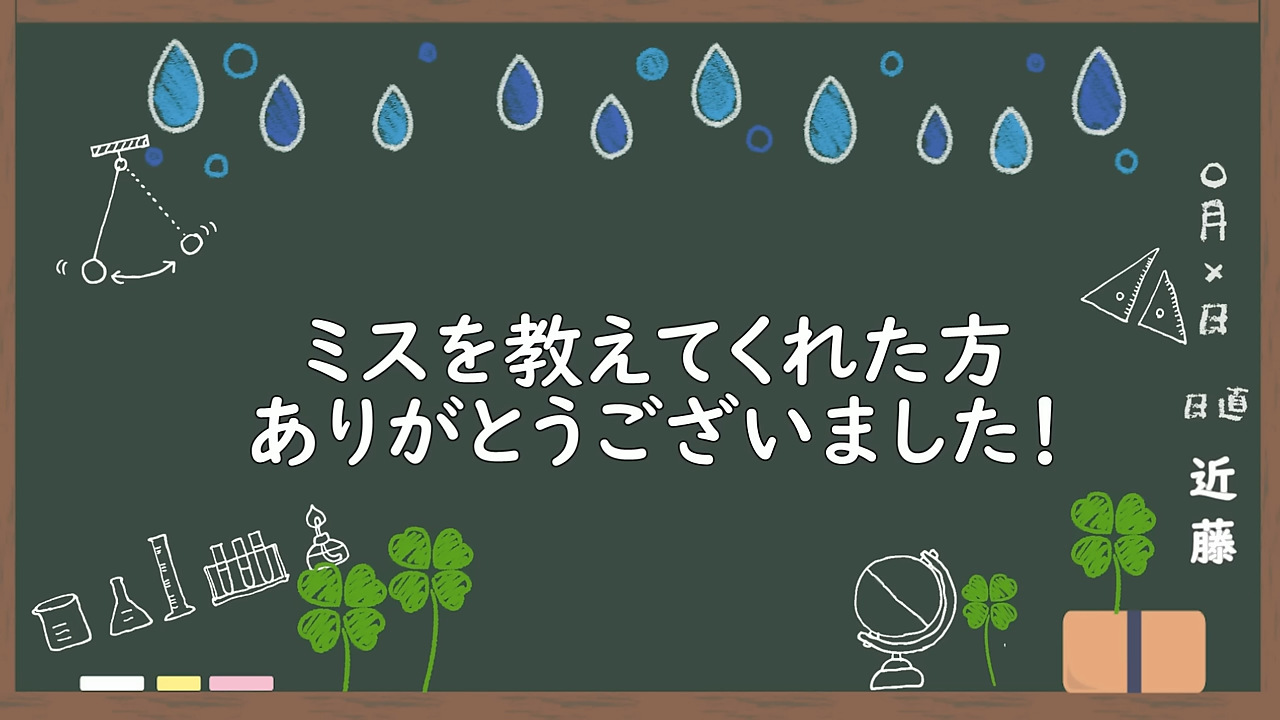 ミスを教えてくれた方
ありがとうございました！
〇月×日
日道
近藤